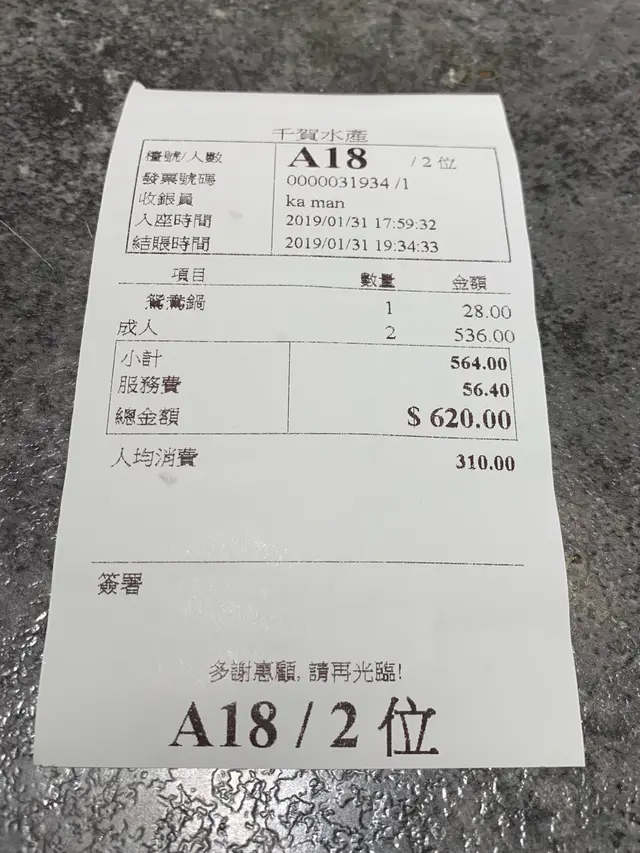 千賀水產
檯號/人數 A18 / 2 位
發票號碼 0000031934 /1
收銀員 ka man
入座時間 2019/01/31 17:59:32
結賬時間 2019/01/31 19:34:33
項目 數量 金額
鴛鴦鍋 1 28.00
成人 2 536.00
小計 564.00
服務費 56.40
總金額 $ 620.00
人均消費 310.00
簽署
多謝惠顧, 請再光臨!
A18 / 2 位